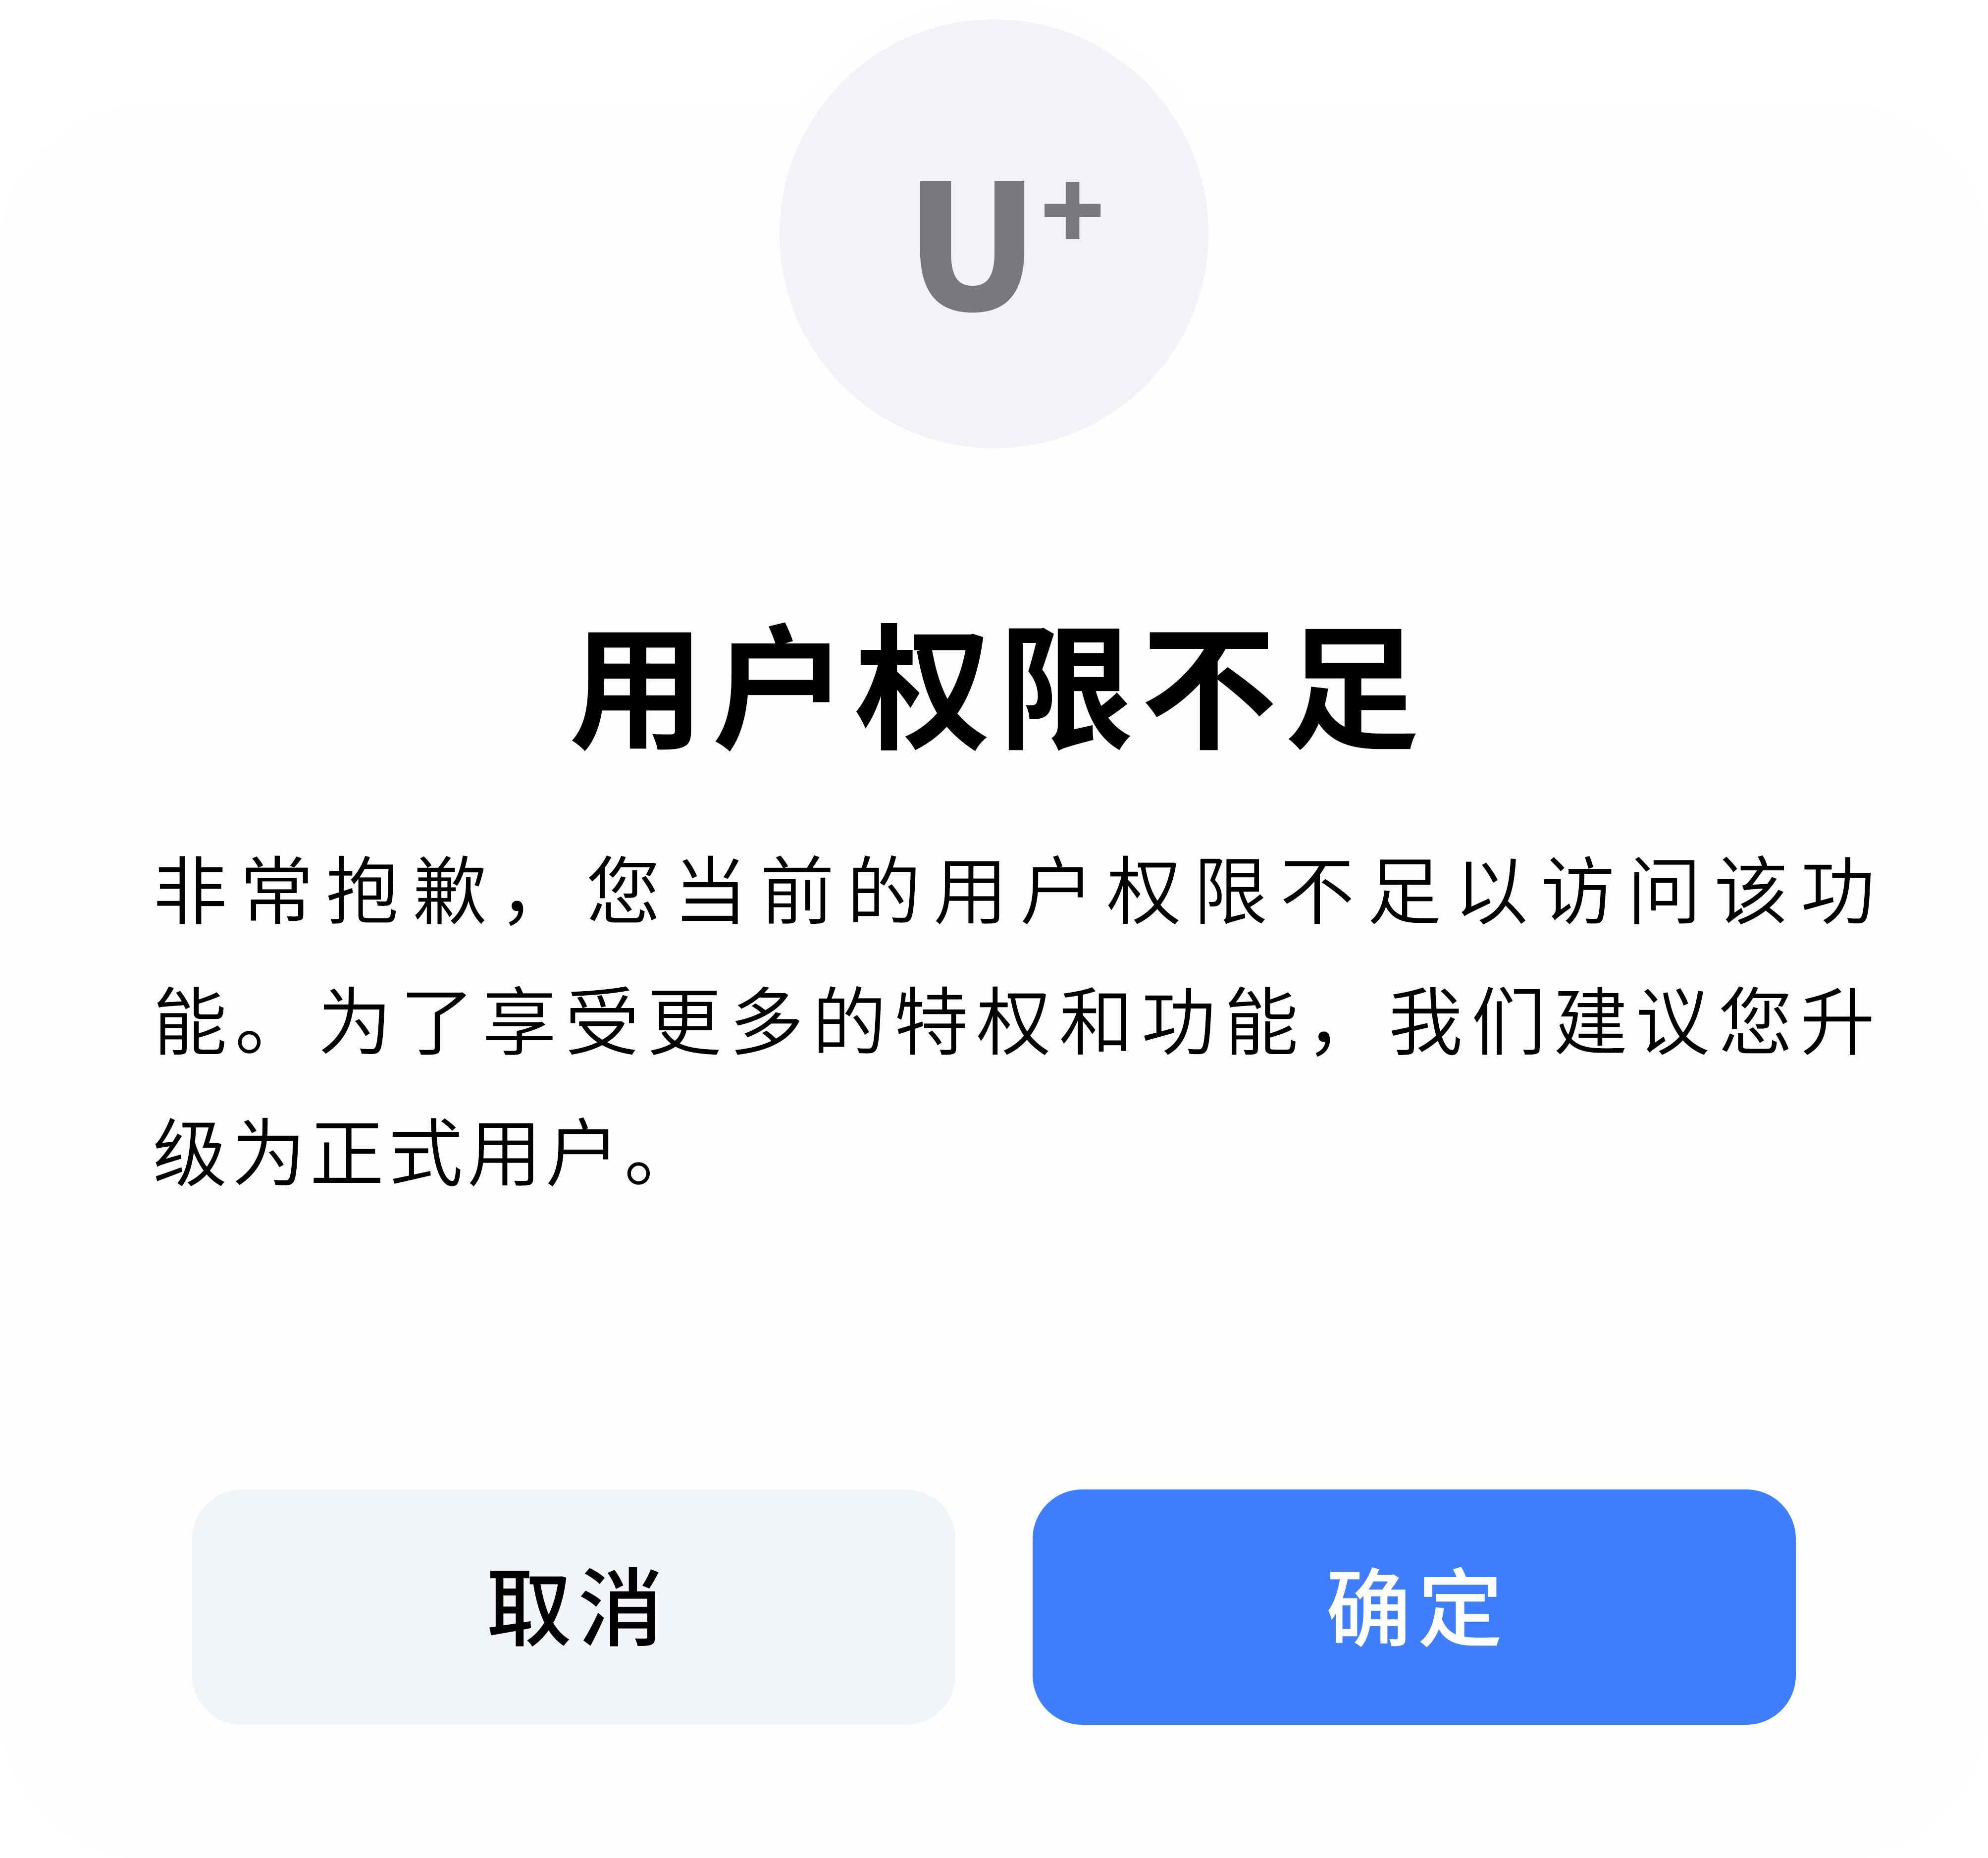 U+
用户权限不足
非常抱歉，您当前的用户权限不足以访问该功
能。为了享受更多的特权和功能，我们建议您升
级为正式用户。
取消
确定